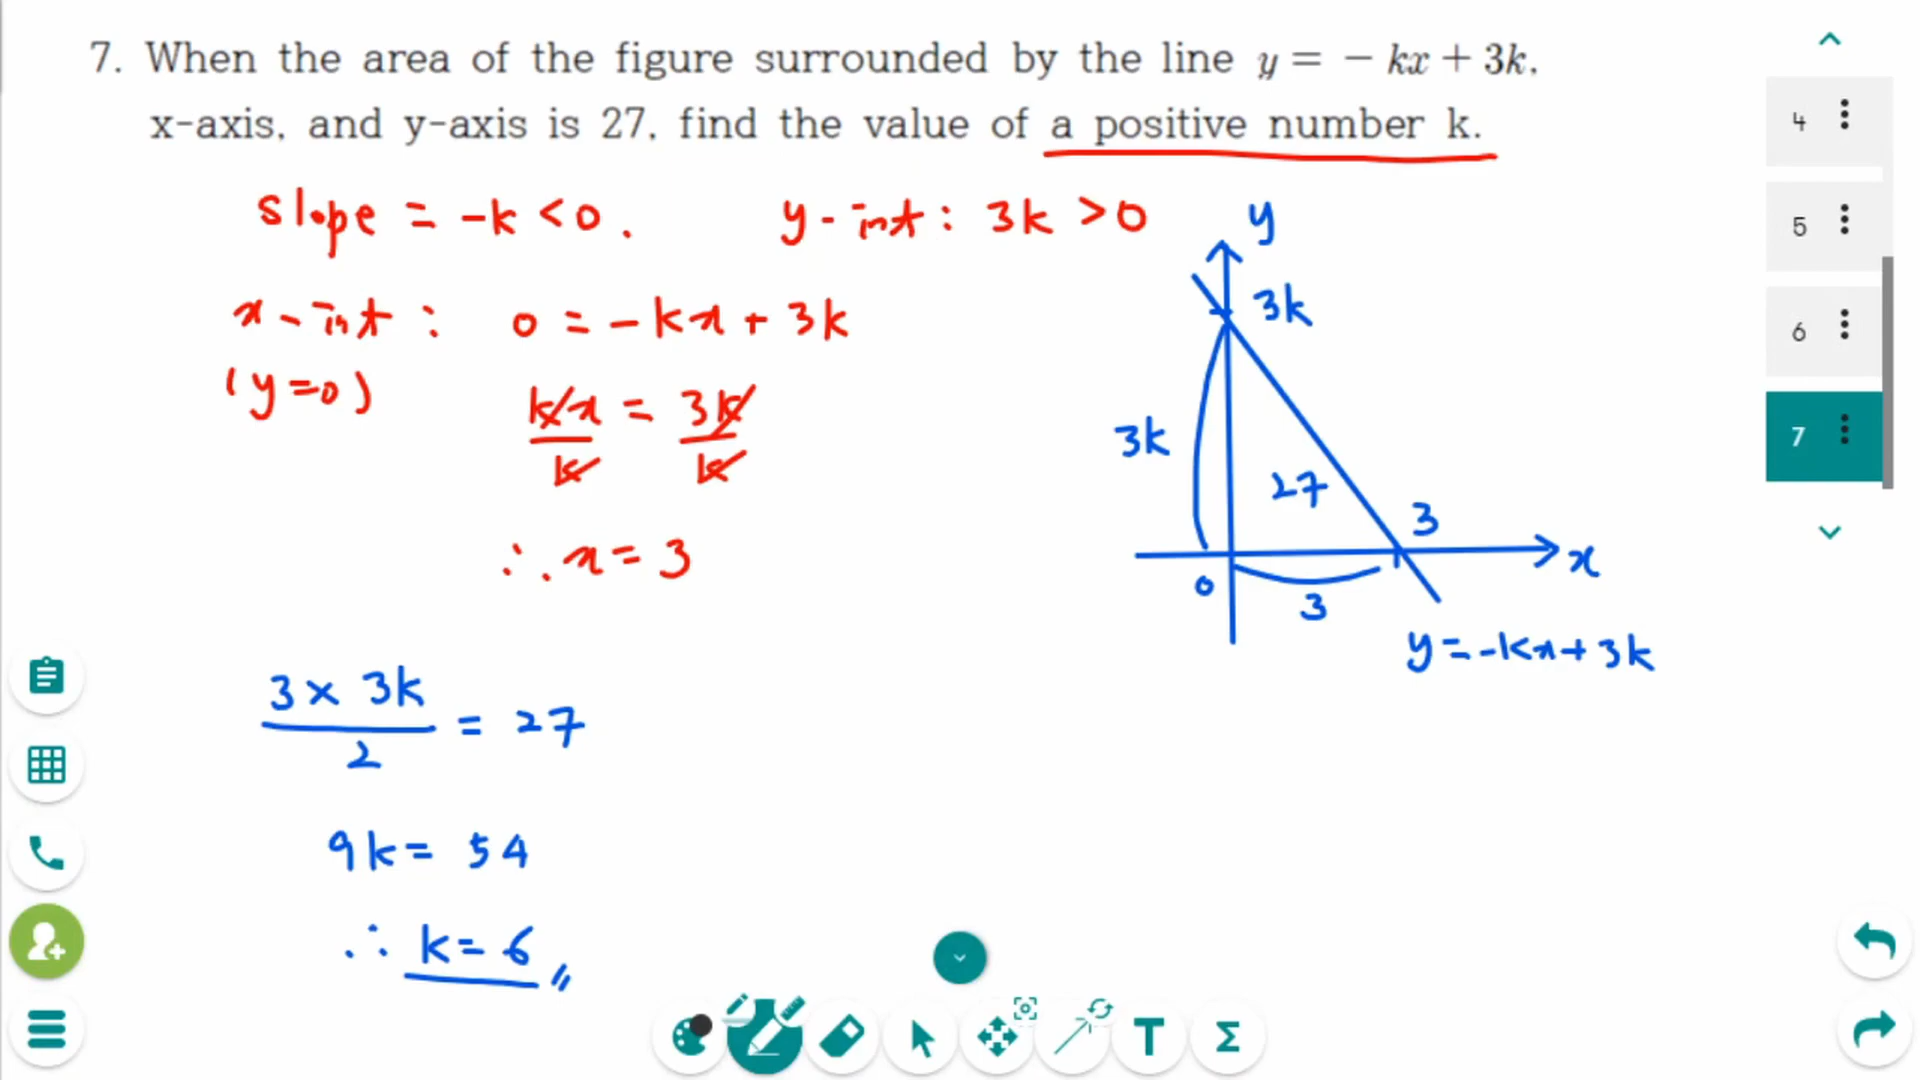 7. When the area of the figure surrounded by the line y = − kx + 3k,
x-axis, and y-axis is 27, find the value of a positive number k.
slope = -k < 0. y-int: 3k > 0
x-int: 0 = -kx + 3k
(y=0)
kx/k = 3k/k
∴ x = 3
y
3k
3k
27
3
0
3
x
y = -kx + 3k
3 × 3k / 2 = 27
9k = 54
∴ k = 6
4
5
6
7
T
Σ